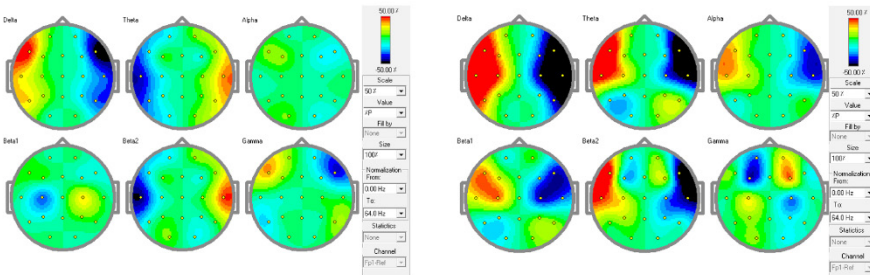 Delta
Theta
Alpha
Beta1
Beta2
Gamma
50.00 %
-50.00 %
Scale
50 %
Value
%P
Fill by
None
Size
100%
Normalization
From:
0.00 Hz
To:
64.0 Hz
Statistics
None
Channel
Fp1-Ref
Delta
Theta
Alpha
Beta1
Beta2
Gamma
50.00 %
-50.00 %
Scale
50 %
Value
%P
Fill by
None
Size
100%
Normalization
From:
0.00 Hz
To:
64.0 Hz
Statistics
None
Channel
Fp1-Ref